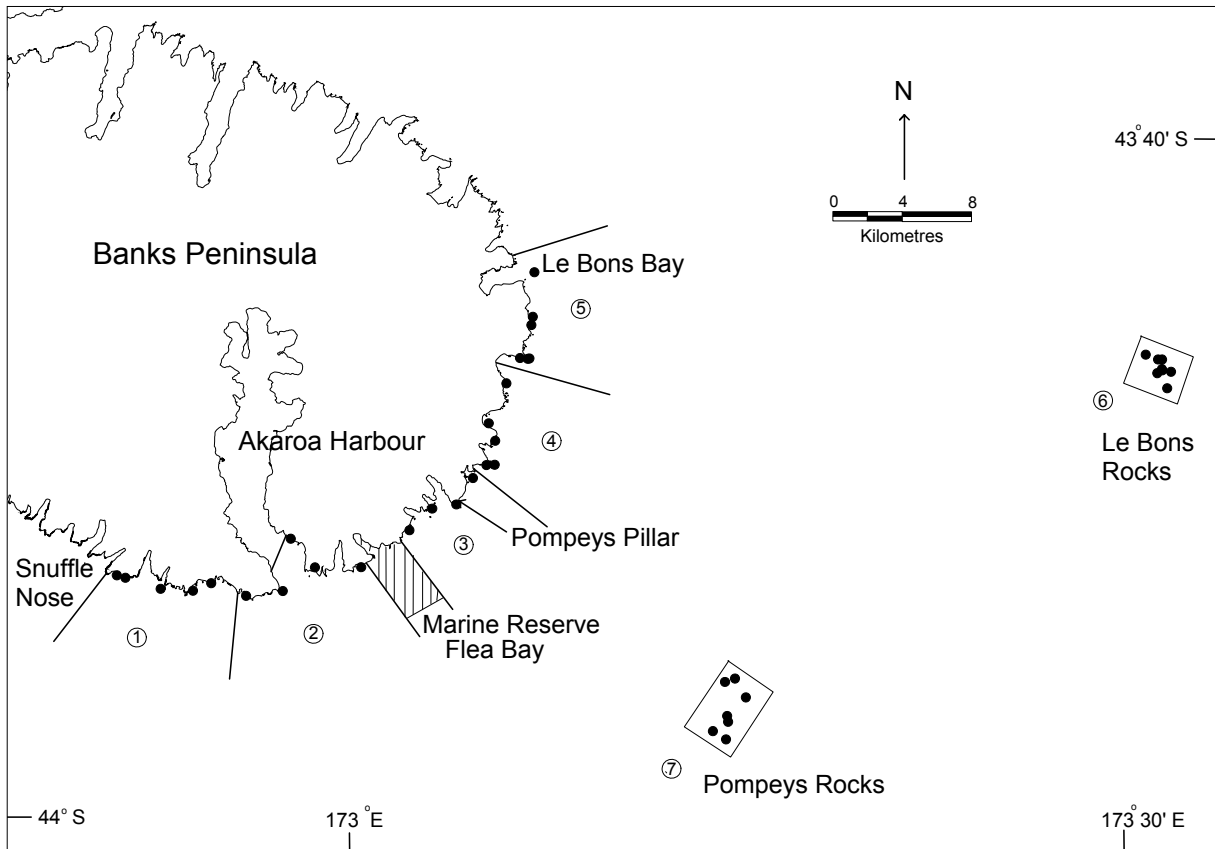 N
43° 40' S
0 4 8
Kilometres
Banks Peninsula
Le Bons Bay
5
6
Le Bons
Rocks
Akaroa Harbour
4
Pompeys Pillar
3
Snuffle
Nose
1
2
Marine Reserve
Flea Bay
7
Pompeys Rocks
44° S
173° E
173° 30' E